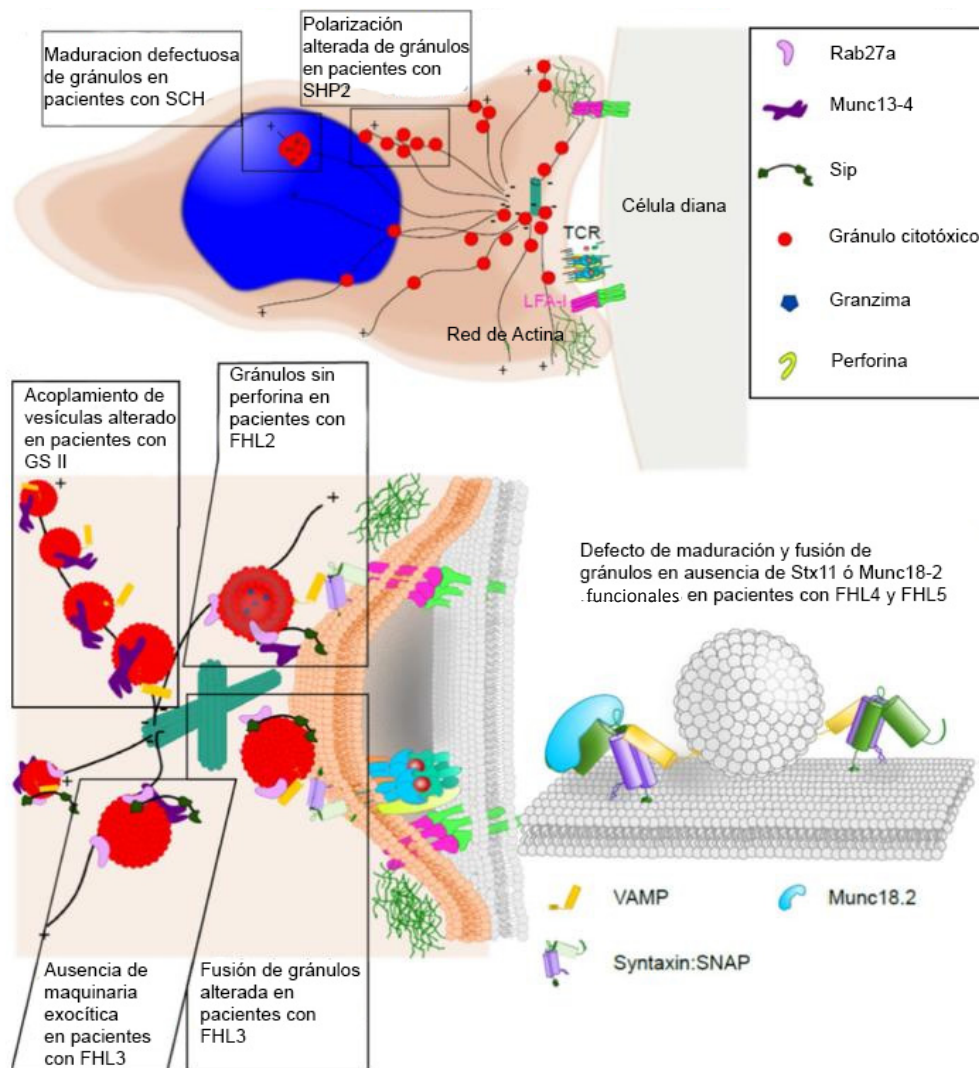 Maduracion defectuosa
de gránulos en
pacientes con SCH
Polarización
alterada de gránulos
en pacientes con
SHP2
Rab27a
Munc13-4
Sip
Gránulo citotóxico
Granzima
Perforina
Célula diana
TCR
LFA-I
Red de Actina
Acoplamiento de
vesículas alterado
en pacientes con
GS II
Gránulos sin
perforina en
pacientes con
FHL2
Defecto de maduración y fusión de
gránulos en ausencia de Stx11 ó Munc18-2
.funcionales en pacientes con FHL4 y FHL5
VAMP
Munc18.2
Syntaxin:SNAP
Ausencia de
maquinaria
exocítica
en pacientes
con FHL3
Fusión de gránulos
alterada en
pacientes con
FHL3